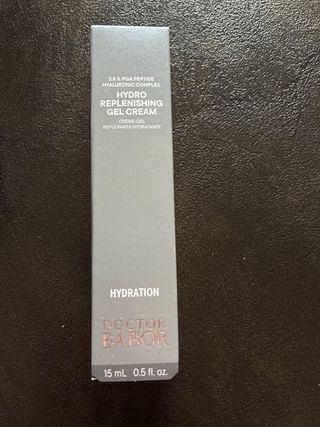 3.5 % PGA PEPTIDE
HYALURONIC COMPLEX
HYDRO
REPLENISHING
GEL CREAM
CRÈME-GEL
REPULPANTE HYDRATANTE
HYDRATION
DOCTOR
BABOR
15 mL 0.5 fl. oz.